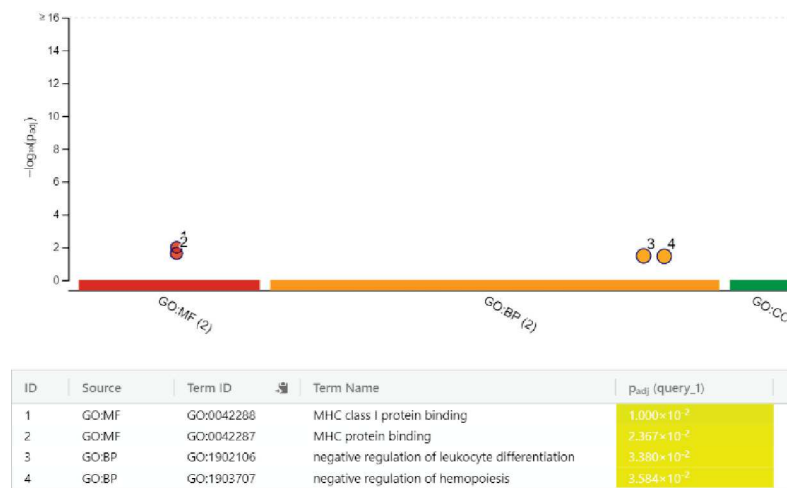 ≥16
14
12
10
8
6
4
2
0
-log₁₀(padj)
1
2
3
4
GO:MF (2)
GO:BP (2)
GO:CC
ID Source Term ID Term Name padj (query_1)
1 GO:MF GO:0042288 MHC class I protein binding 1.000×10⁻²
2 GO:MF GO:0042287 MHC protein binding 2.367×10⁻²
3 GO:BP GO:1902106 negative regulation of leukocyte differentiation 3.380×10⁻²
4 GO:BP GO:1903707 negative regulation of hemopoiesis 3.584×10⁻²